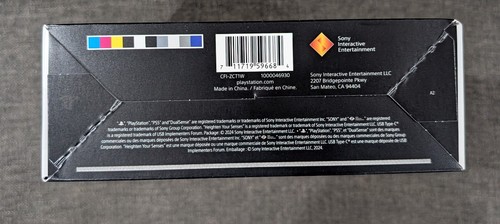 7 11719 59668 4
Sony
Interactive
Entertainment
CFI-ZCT1W 1000046930
playstation.com
Made in China. / Fabriqué en Chine.
Sony Interactive Entertainment LLC
2207 Bridgepointe Pkwy
San Mateo, CA 94404
A2
"PlayStation", "PS5" and "DualSense" are registered
trademarks or trademarks of Sony Interactive Entertainment Inc. "SONY" and are registered
trademarks or trademarks of Sony Group Corporation. "Heighten Your Senses" is a registered trademark or trademark of Sony Interactive Entertainment LLC. USB Type-C®
is a registered trademark of USB Implementers Forum. Package: © 2024 Sony Interactive Entertainment LLC. • "PlayStation", "PS5", et "DualSense" sont des marques
ou des marques déposées de Sony Interactive Entertainment Inc. "SONY" et sont des marques ou des marques déposées de Sony Group
Corporation. "Heighten Your Senses" est une marque ou une marque déposée de Sony Interactive Entertainment LLC. USB Type-C® est une marque déposée de USB
Implementers Forum. Emballage : © Sony Interactive Entertainment LLC, 2024.